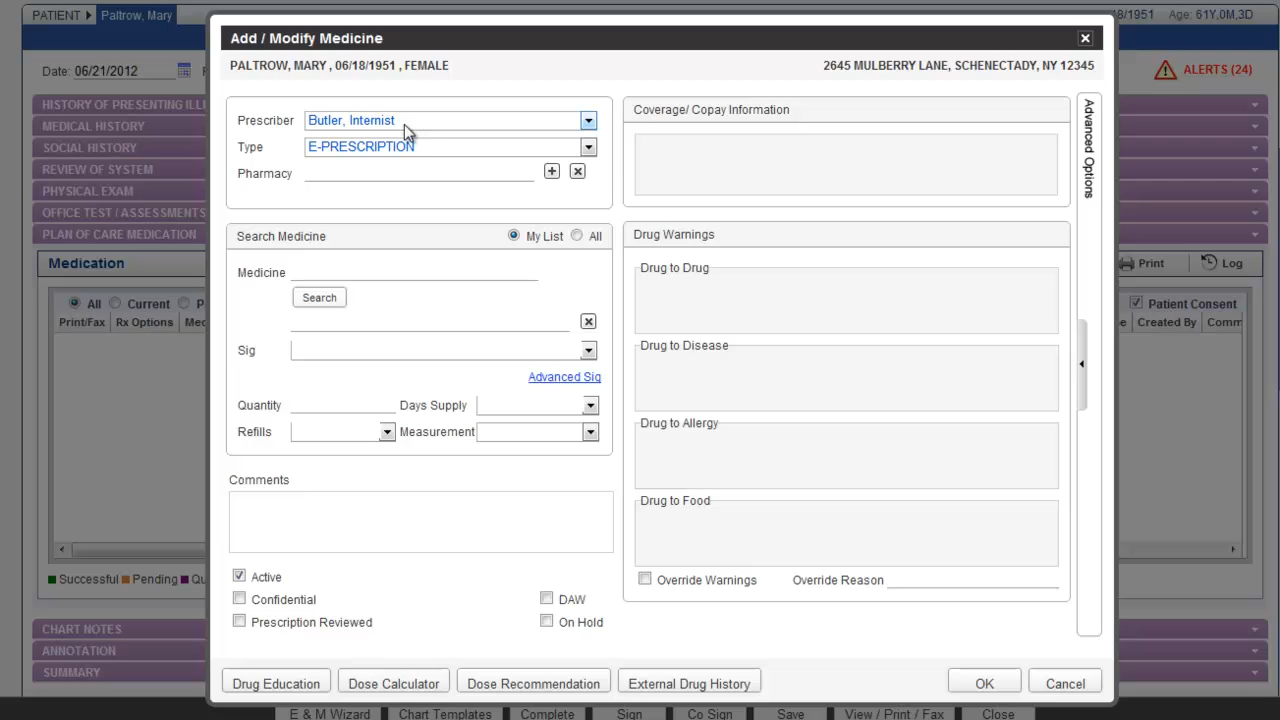 PATIENT Paltrow, Mary /18/1951 Age: 61Y,0M,3D
Add / Modify Medicine
PALTROW, MARY , 06/18/1951 , FEMALE 2645 MULBERRY LANE, SCHENECTADY, NY 12345
Date: 06/21/2012
ALERTS (24)
HISTORY OF PRESENTING ILL
MEDICAL HISTORY
SOCIAL HISTORY
REVIEW OF SYSTEM
PHYSICAL EXAM
OFFICE TEST / ASSESSMENTS
PLAN OF CARE MEDICATION
Medication
Print Log
All Current P
Patient Consent
Print/Fax Rx Options Med
Created By Comm
Successful Pending Qu
CHART NOTES
ANNOTATION
SUMMARY
Prescriber Butler, Internist
Type E-PRESCRIPTION
Pharmacy
Search Medicine My List All
Medicine
Search
Sig
Advanced Sig
Quantity Days Supply
Refills Measurement
Comments
Active
Confidential DAW
Prescription Reviewed On Hold
Coverage/ Copay Information
Drug Warnings
Drug to Drug
Drug to Disease
Drug to Allergy
Drug to Food
Override Warnings Override Reason
Advanced Options
Drug Education Dose Calculator Dose Recommendation External Drug History OK Cancel
E & M Wizard Chart Templates Complete Sign Co Sign Save View / Print / Fax Close